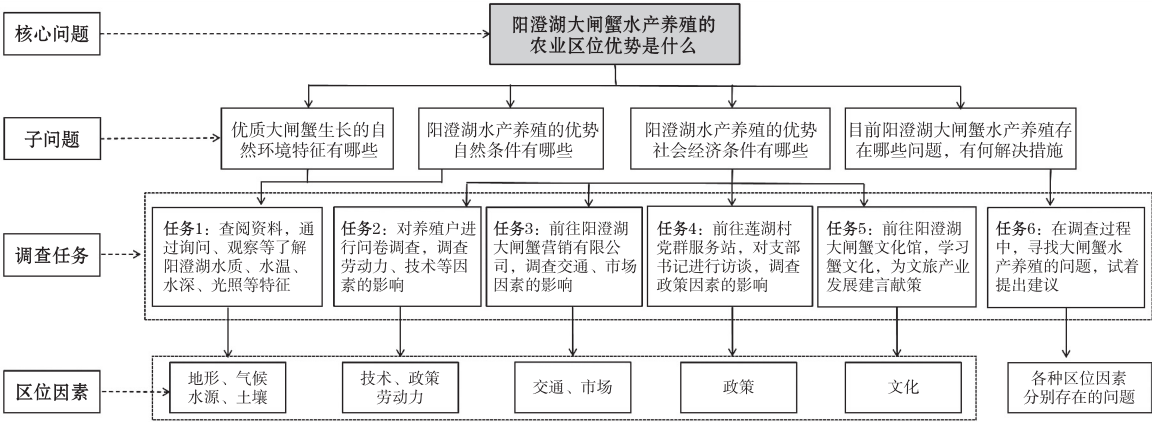 核心问题
阳澄湖大闸蟹水产养殖的
农业区位优势是什么
子问题
优质大闸蟹生长的自
然环境特征有哪些
阳澄湖水产养殖的优势
自然条件有哪些
阳澄湖水产养殖的优势
社会经济条件有哪些
目前阳澄湖大闸蟹水产养殖存
在哪些问题，有何解决措施
调查任务
任务1：查阅资料，通
过询问、观察等了解
阳澄湖水质、水温、
水深、光照等特征
任务2：对养殖户进
行问卷调查，调查
劳动力、技术等因
素的影响
任务3：前往阳澄湖
大闸蟹营销有限公
司，调查交通、市场
因素的影响
任务4：前往莲湖村
党群服务站，对支部
书记进行访谈，调查
政策因素的影响
任务5：前往阳澄湖
大闸蟹文化馆，学习
蟹文化，为文旅产业
发展建言献策
任务6：在调查过程
中，寻找大闸蟹水
产养殖的问题，试着
提出建议
区位因素
地形、气候
水源、土壤
技术、政策
劳动力
交通、市场
政策
文化
各种区位因素
分别存在的问题